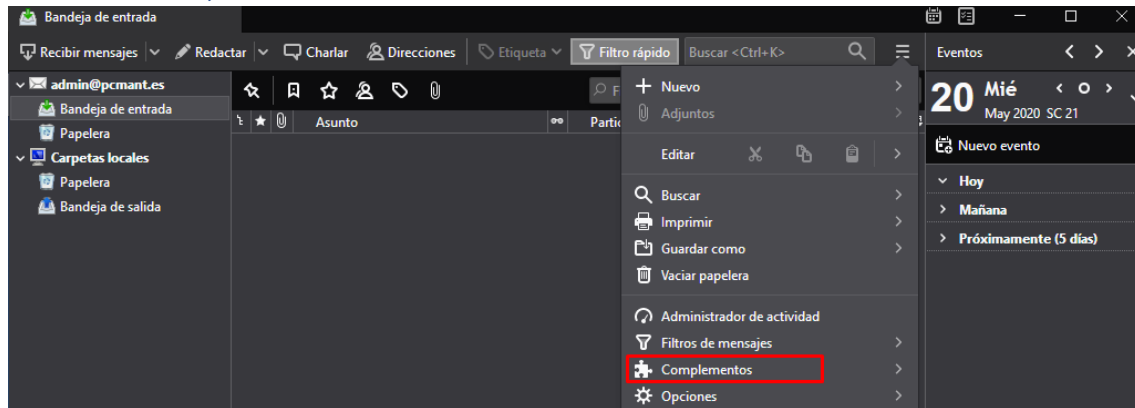 Bandeja de entrada
Recibir mensajes Redactar Charlar Direcciones Etiqueta Filtro rápido Buscar <Ctrl+K> Eventos
admin@pcmant.es
Bandeja de entrada
Papelera
Carpetas locales
Papelera
Bandeja de salida
Asunto
Nuevo
Adjuntos
Editar
Buscar
Imprimir
Guardar como
Vaciar papelera
Administrador de actividad
Filtros de mensajes
Complementos
Opciones
20 Mié
May 2020 SC 21
Nuevo evento
Hoy
Mañana
Próximamente (5 días)